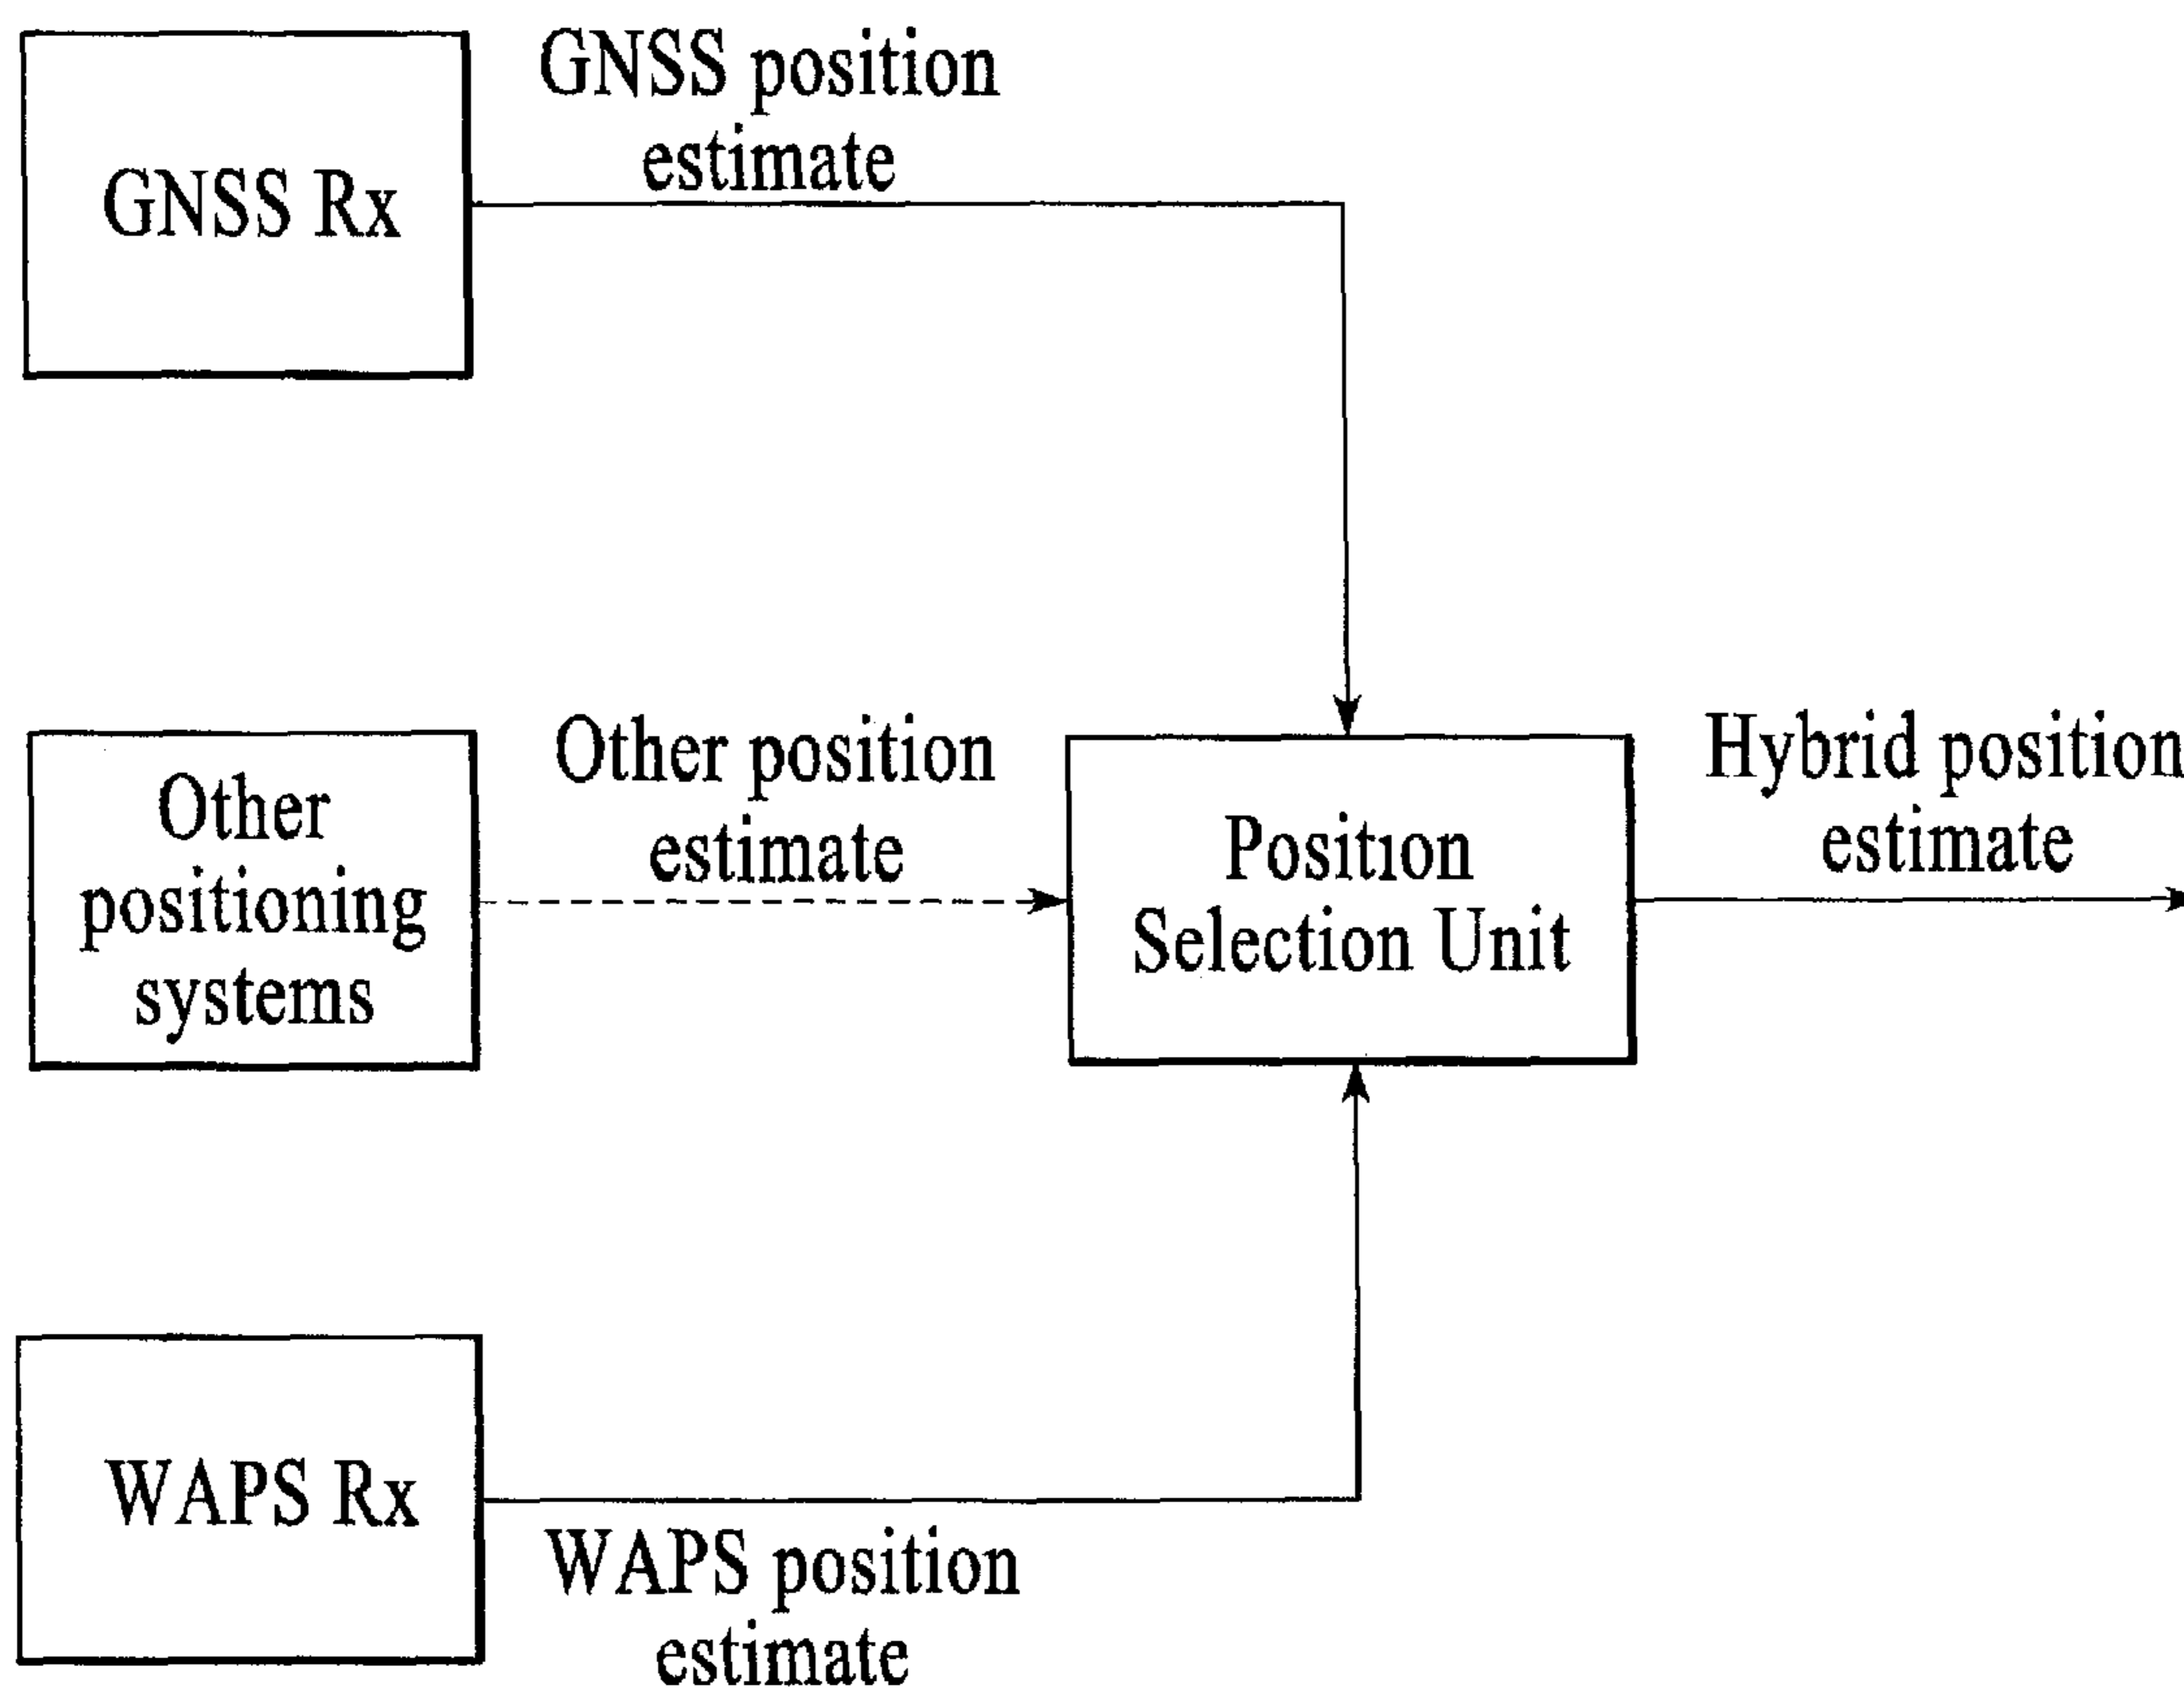 GNSS position
estimate
GNSS Rx
Other position
estimate
Hybrid position
estimate
Other
positioning
systems
Position
Selection Unit
WAPS Rx
WAPS position
estimate